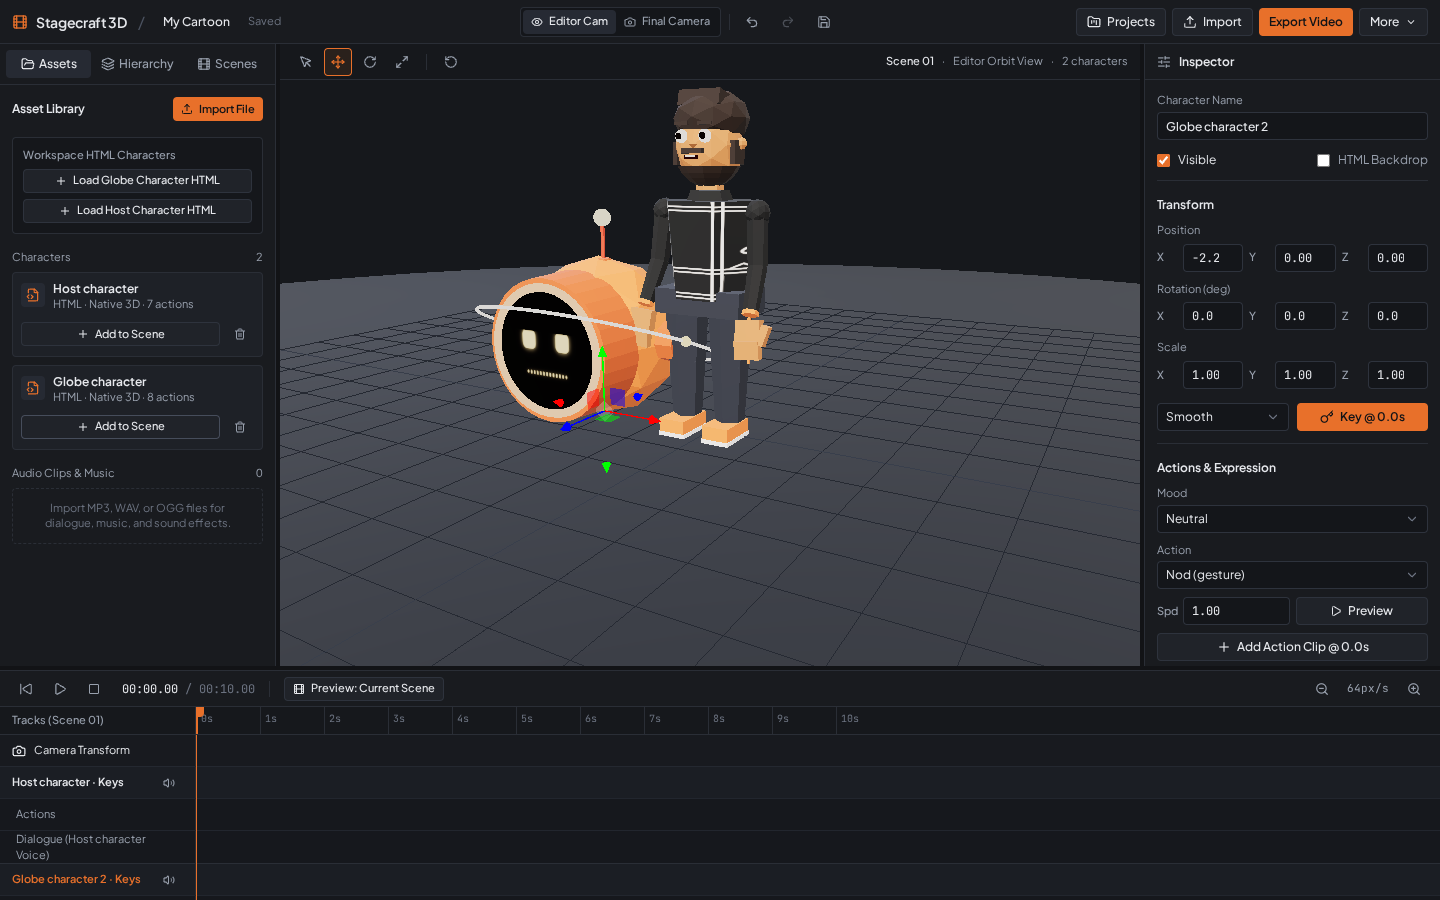 Stagecraft 3D / My Cartoon Saved
Editor Cam Final Camera
Projects Import Export Video More
Assets Hierarchy Scenes
Scene 01 · Editor Orbit View · 2 characters
Inspector
Asset Library Import File
Workspace HTML Characters
+ Load Globe Character HTML
+ Load Host Character HTML
Characters 2
Host character
HTML · Native 3D · 7 actions
+ Add to Scene
Globe character
HTML · Native 3D · 8 actions
+ Add to Scene
Audio Clips & Music 0
Import MP3, WAV, or OGG files for
dialogue, music, and sound effects.
Character Name
Globe character 2
Visible HTML Backdrop
Transform
Position
X -2.2 Y 0.00 Z 0.00
Rotation (deg)
X 0.0 Y 0.0 Z 0.0
Scale
X 1.00 Y 1.00 Z 1.00
Smooth Key @ 0.0s
Actions & Expression
Mood
Neutral
Action
Nod (gesture)
Spd 1.00 Preview
+ Add Action Clip @ 0.0s
00:00.00 / 00:10.00 Preview: Current Scene 64px/s
Tracks (Scene 01) 0s 1s 2s 3s 4s 5s 6s 7s 8s 9s 10s
Camera Transform
Host character · Keys
Actions
Dialogue (Host character
Voice)
Globe character 2 · Keys